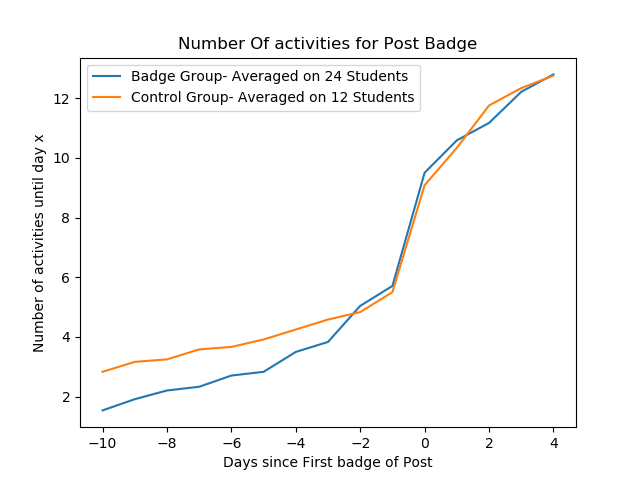 Number Of activities for Post Badge
Badge Group- Averaged on 24 Students
Control Group- Averaged on 12 Students
Number of activities until day x
12
10
8
6
4
2
−10
−8
−6
−4
−2
0
2
4
Days since First badge of Post